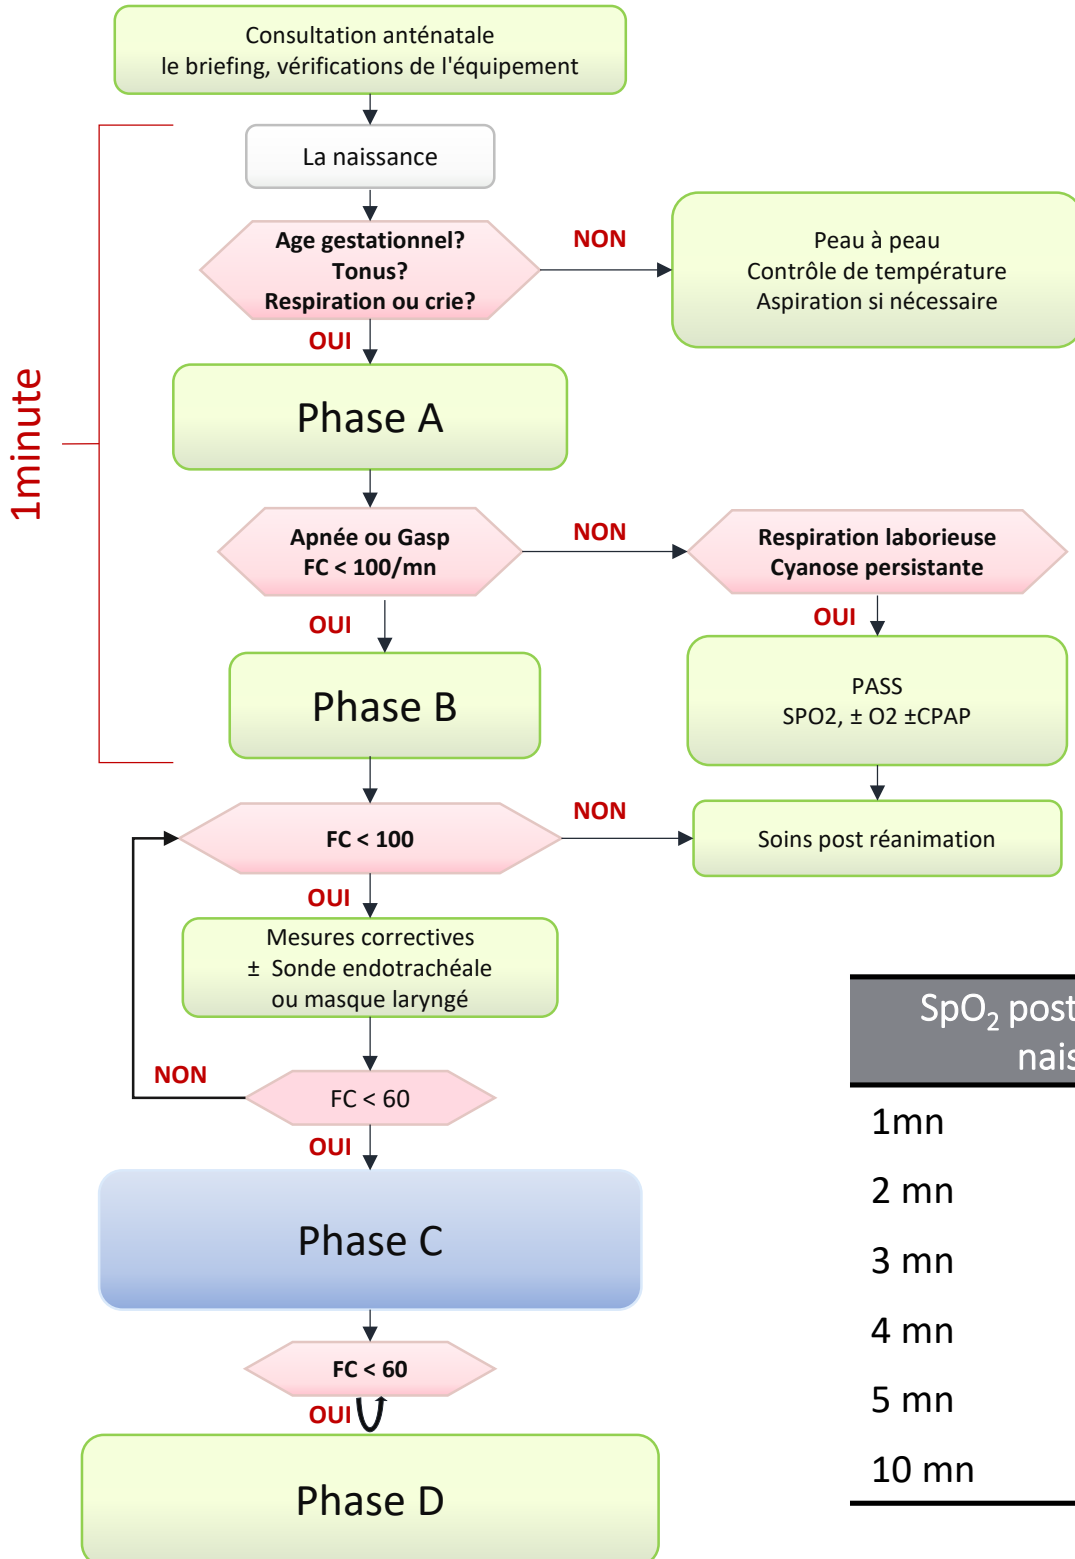 Consultation anténatale
le briefing, vérifications de l'équipement
La naissance
1minute
Age gestationnel?
Tonus?
Respiration ou crie?
NON
Peau à peau
Contrôle de température
Aspiration si nécessaire
OUI
Phase A
Apnée ou Gasp
FC < 100/mn
NON
Respiration laborieuse
Cyanose persistante
OUI
OUI
Phase B
PASS
SPO2, ± O2 ±CPAP
FC < 100
NON
Soins post réanimation
OUI
Mesures correctives
± Sonde endotrachéale
ou masque laryngé
NON
FC < 60
OUI
Phase C
FC < 60
OUI
Phase D
SpO₂ post
nais
1mn
2 mn
3 mn
4 mn
5 mn
10 mn